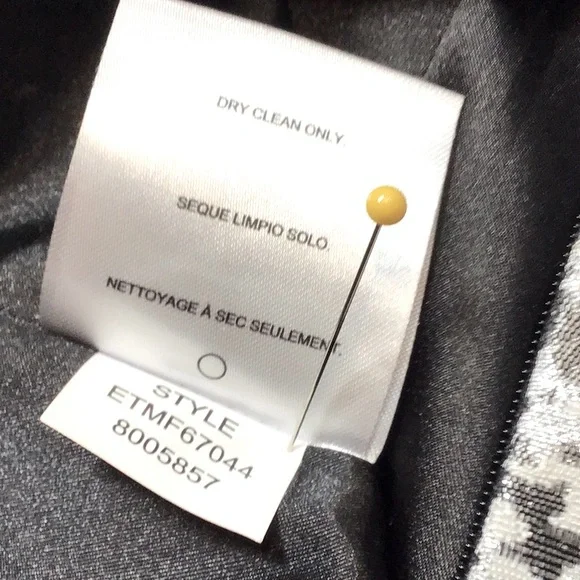 DRY CLEAN ONLY.
SEQUE LIMPIO SOLO.
NETTOYAGE À SEC SEULEMENT.
STYLE
ETMF67044
8005857